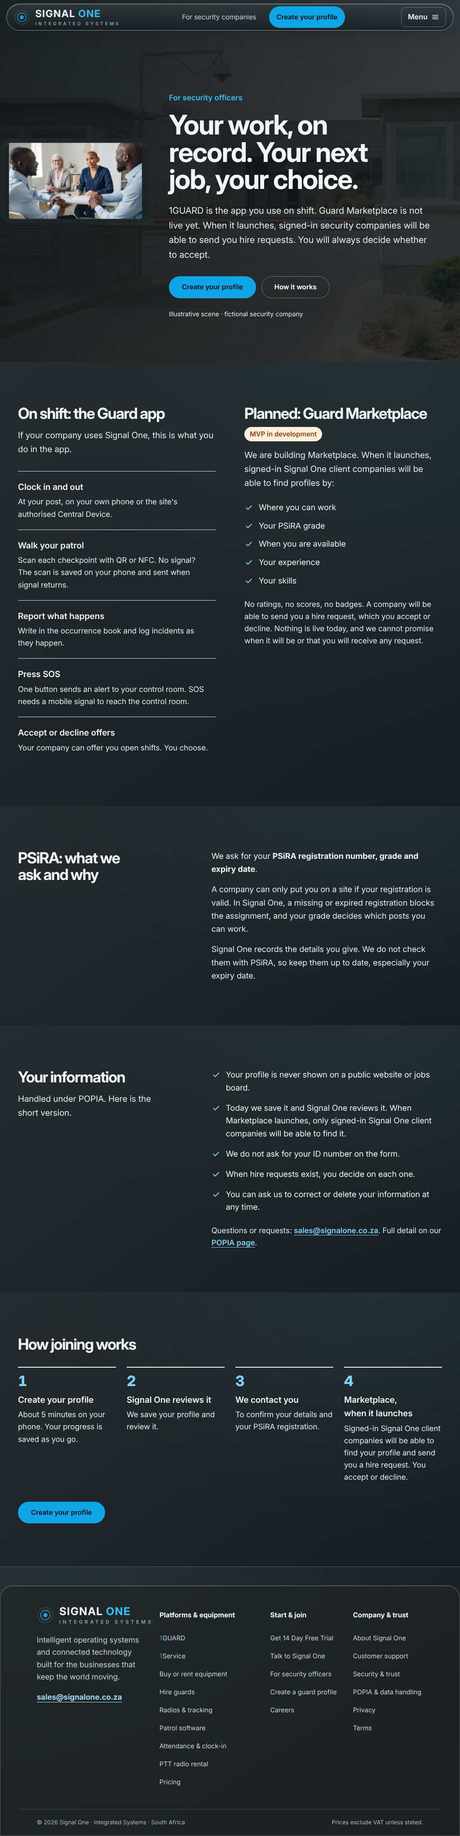 SIGNAL ONE
INTEGRATED SYSTEMS
For security companies
Create your profile
Menu
For security officers
Your work, on
record. Your next
job, your choice.
1GUARD is the app you use on shift. Guard Marketplace is not
live yet. When it launches, signed-in security companies will be
able to send you hire requests. You will always decide whether
to accept.
Create your profile
How it works
Illustrative scene · fictional security company
On shift: the Guard app
If your company uses Signal One, this is what you
do in the app.
Clock in and out
At your post, on your own phone or the site's
authorised Central Device.
Walk your patrol
Scan each checkpoint with QR or NFC. No signal?
The scan is saved on your phone and sent when
signal returns.
Report what happens
Write in the occurrence book and log incidents as
they happen.
Press SOS
One button sends an alert to your control room. SOS
needs a mobile signal to reach the control room.
Accept or decline offers
Your company can offer you open shifts. You choose.
Planned: Guard Marketplace
MVP in development
We are building Marketplace. When it launches,
signed-in Signal One client companies will be
able to find profiles by:
Where you can work
Your PSiRA grade
When you are available
Your experience
Your skills
No ratings, no scores, no badges. A company will be
able to send you a hire request, which you accept or
decline. Nothing is live today, and we cannot promise
when it will be or that you will receive any request.
PSiRA: what we
ask and why
We ask for your PSiRA registration number, grade and
expiry date.
A company can only put you on a site if your registration is
valid. In Signal One, a missing or expired registration blocks
the assignment, and your grade decides which posts you
can work.
Signal One records the details you give. We do not check
them with PSiRA, so keep them up to date, especially your
expiry date.
Your information
Handled under POPIA. Here is the
short version.
Your profile is never shown on a public website or jobs
board.
Today we save it and Signal One reviews it. When
Marketplace launches, only signed-in Signal One client
companies will be able to find it.
We do not ask for your ID number on the form.
When hire requests exist, you decide on each one.
You can ask us to correct or delete your information at
any time.
Questions or requests: sales@signalone.co.za. Full detail on our
POPIA page.
How joining works
1
Create your profile
About 5 minutes on your
phone. Your progress is
saved as you go.
2
Signal One reviews it
We save your profile and
review it.
3
We contact you
To confirm your details and
your PSiRA registration.
4
Marketplace,
when it launches
Signed-in Signal One client
companies will be able to
find your profile and send
you a hire request. You
accept or decline.
Create your profile
SIGNAL ONE
INTEGRATED SYSTEMS
Intelligent operating systems
and connected technology
built for the businesses that
keep the world moving.
sales@signalone.co.za
Platforms & equipment
1GUARD
1Service
Buy or rent equipment
Hire guards
Radios & tracking
Patrol software
Attendance & clock-in
PTT radio rental
Pricing
Start & join
Get 14 Day Free Trial
Talk to Signal One
For security officers
Create a guard profile
Careers
Company & trust
About Signal One
Customer support
Security & trust
POPIA & data handling
Privacy
Terms
© 2026 Signal One · Integrated Systems · South Africa
Prices exclude VAT unless stated.